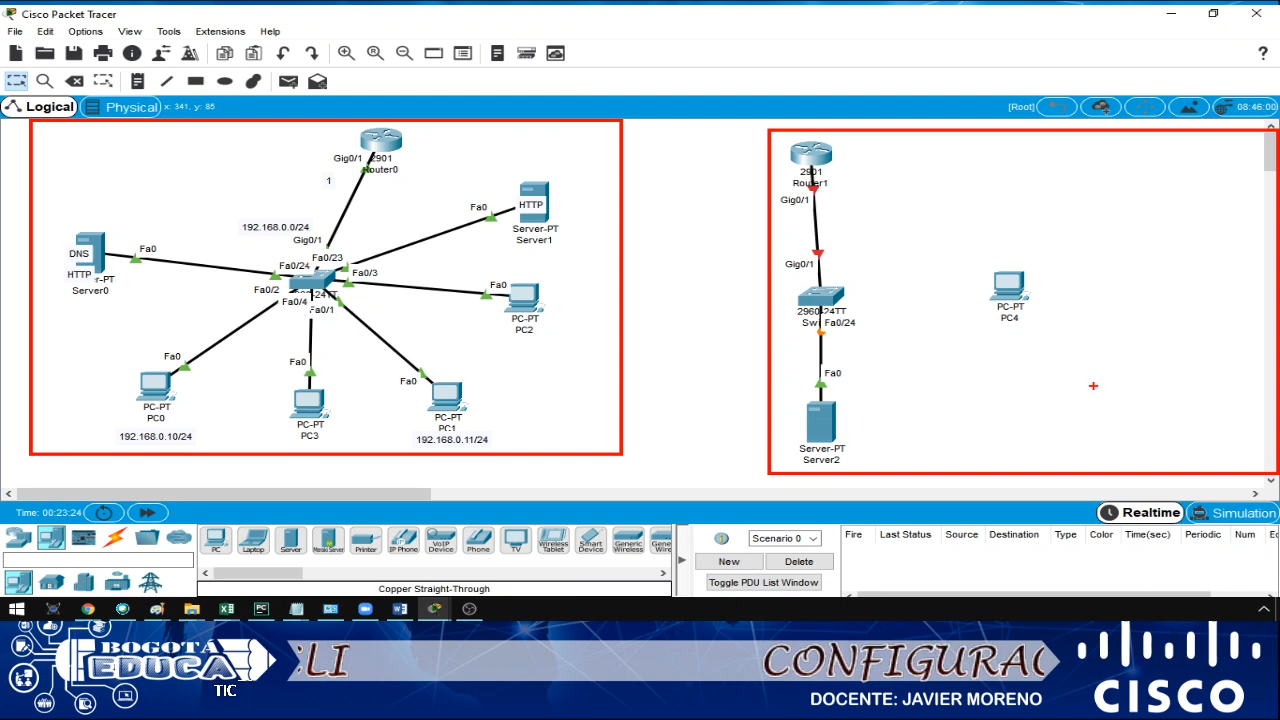 Cisco Packet Tracer
File Edit Options View Tools Extensions Help
?
Logical Physical x: 341, y: 85 [Root] 08:46:00
Gig0/1 2901
Router0
1
192.168.0.0/24
Gig0/1
Fa0
HTTP
Server-PT
Server1
DNS
HTTP
Fa0
Server0
Fa0/24
Fa0/23
Fa0/3
Fa0/2
Fa0/4
Fa0/1
Fa0
PC-PT
PC2
Fa0
PC-PT
PC0
192.168.0.10/24
Fa0
PC-PT
PC3
Fa0
PC-PT
PC1
192.168.0.11/24
2901
Router1
Gig0/1
Gig0/1
Fa0/24
Fa0
Server-PT
Server2
PC-PT
PC4
Time: 00:23:24
Realtime Simulation
PC Laptop Server Printer IP Phone VoIP Device Phone TV Wireless Tablet Smart Device Generic Wireless
Copper Straight-Through
Scenario 0
New Delete
Toggle PDU List Window
Fire Last Status Source Destination Type Color Time(sec) Periodic Num
BOGOTA
EDUCA
TIC
CLI CONFIGURAC
DOCENTE: JAVIER MORENO
CISCO